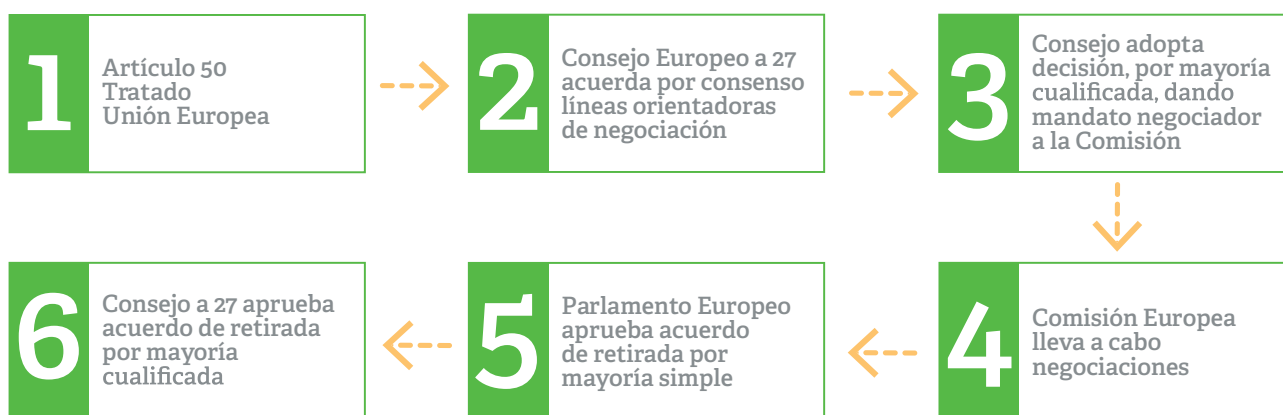 1
Artículo 50
Tratado
Unión Europea
2
Consejo Europeo a 27
acuerda por consenso
líneas orientadoras
de negociación
3
Consejo adopta
decisión, por mayoría
cualificada, dando
mandato negociador
a la Comisión
4
Comisión Europea
lleva a cabo
negociaciones
5
Parlamento Europeo
aprueba acuerdo
de retirada por
mayoría simple
6
Consejo a 27 aprueba
acuerdo de retirada
por mayoría
cualificada